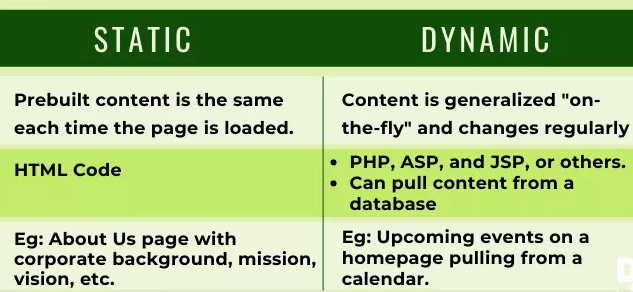 STATIC
DYNAMIC
Prebuilt content is the same
each time the page is loaded.
Content is generalized "on-
the-fly" and changes regularly
HTML Code
• PHP, ASP, and JSP, or others.
• Can pull content from a
database
Eg: About Us page with
corporate background, mission,
vision, etc.
Eg: Upcoming events on a
homepage pulling from a
calendar.